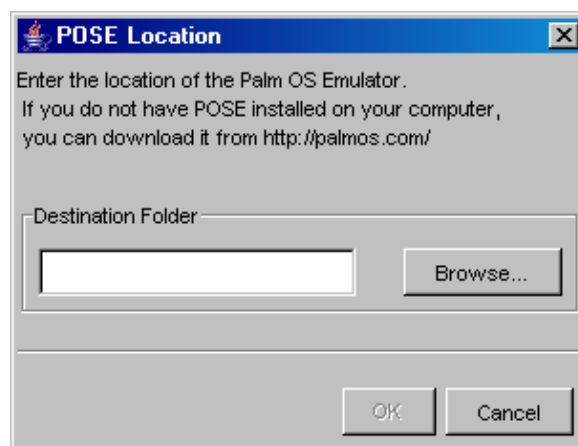 POSE Location
Enter the location of the Palm OS Emulator.
If you do not have POSE installed on your computer,
you can download it from http://palmos.com/
Destination Folder
Browse...
OK
Cancel